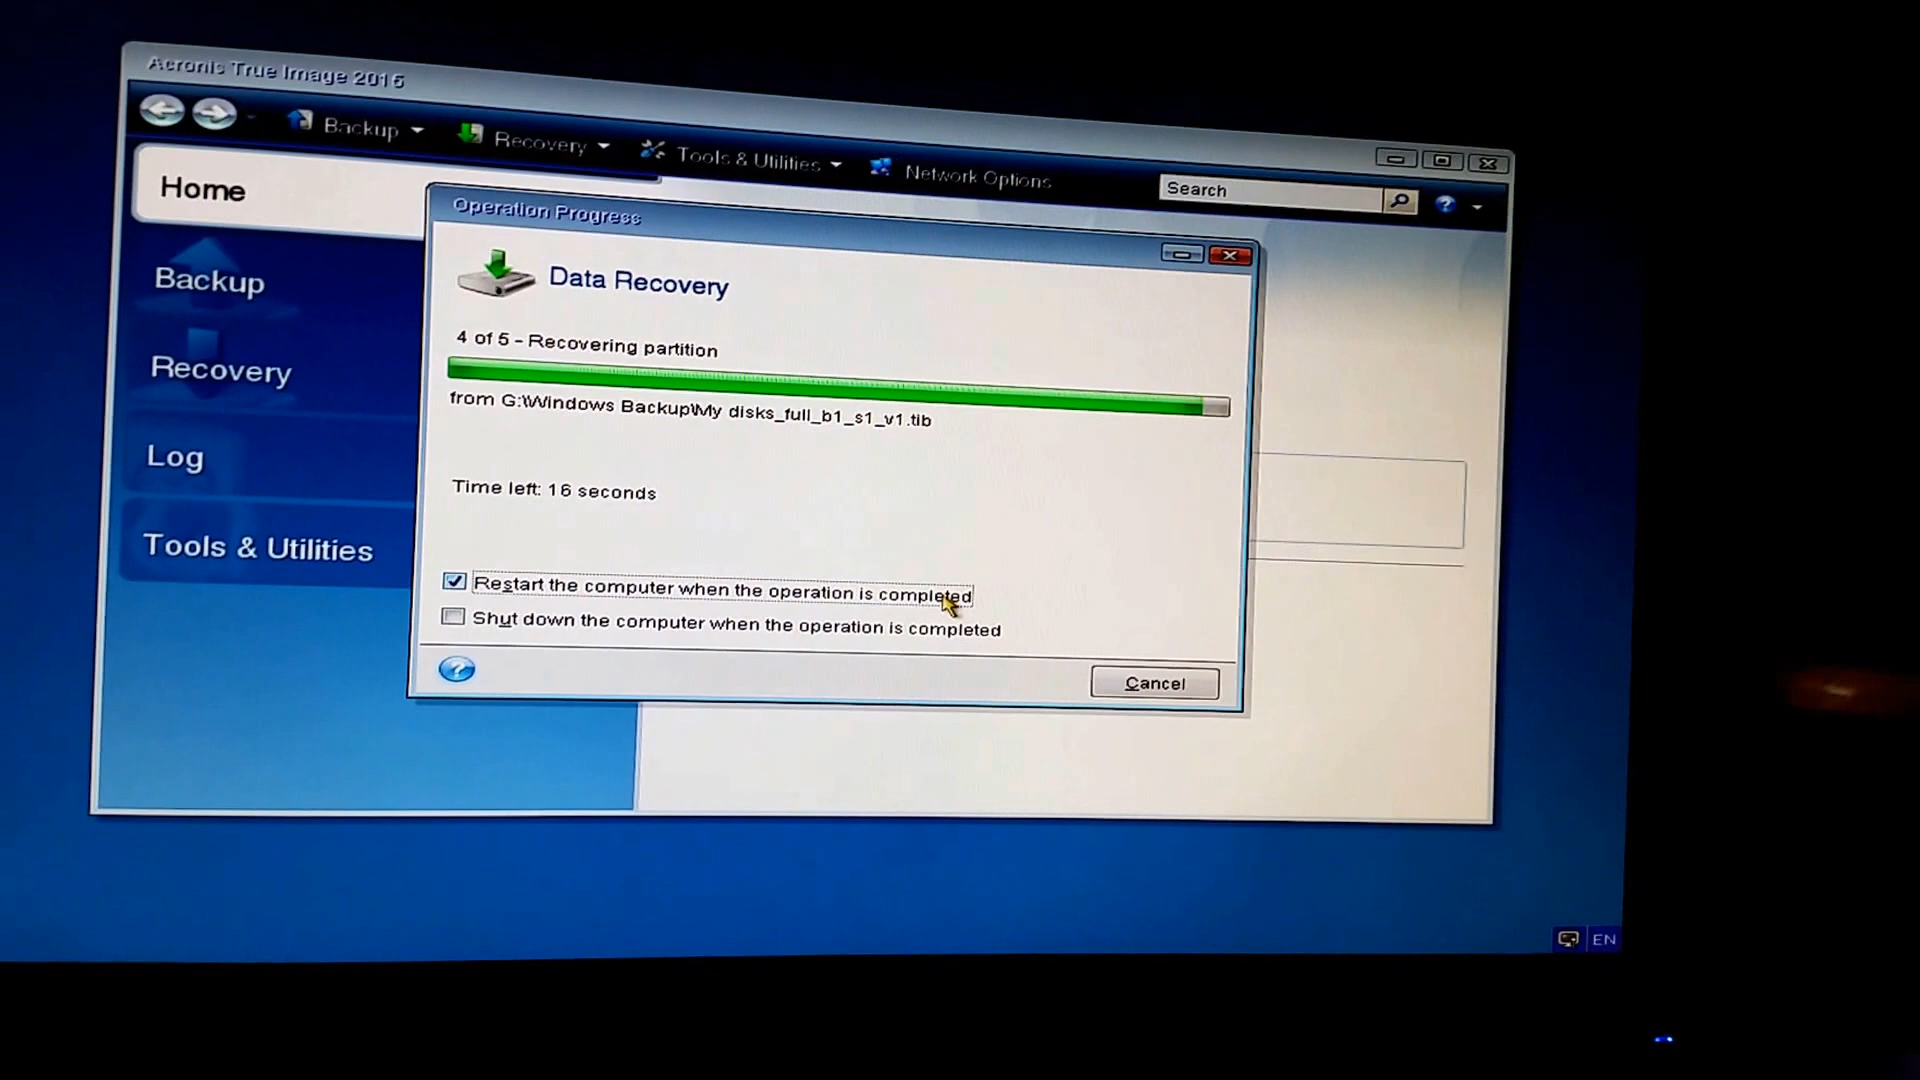 Acronis True Image 2015
Backup
Recovery
Tools & Utilities
Network Options
Search
Home
Backup
Recovery
Log
Tools & Utilities
Operation Progress
Data Recovery
4 of 5 - Recovering partition
from G:\Windows Backup\My disks_full_b1_s1_v1.tib
Time left: 16 seconds
Restart the computer when the operation is completed
Shut down the computer when the operation is completed
Cancel
EN